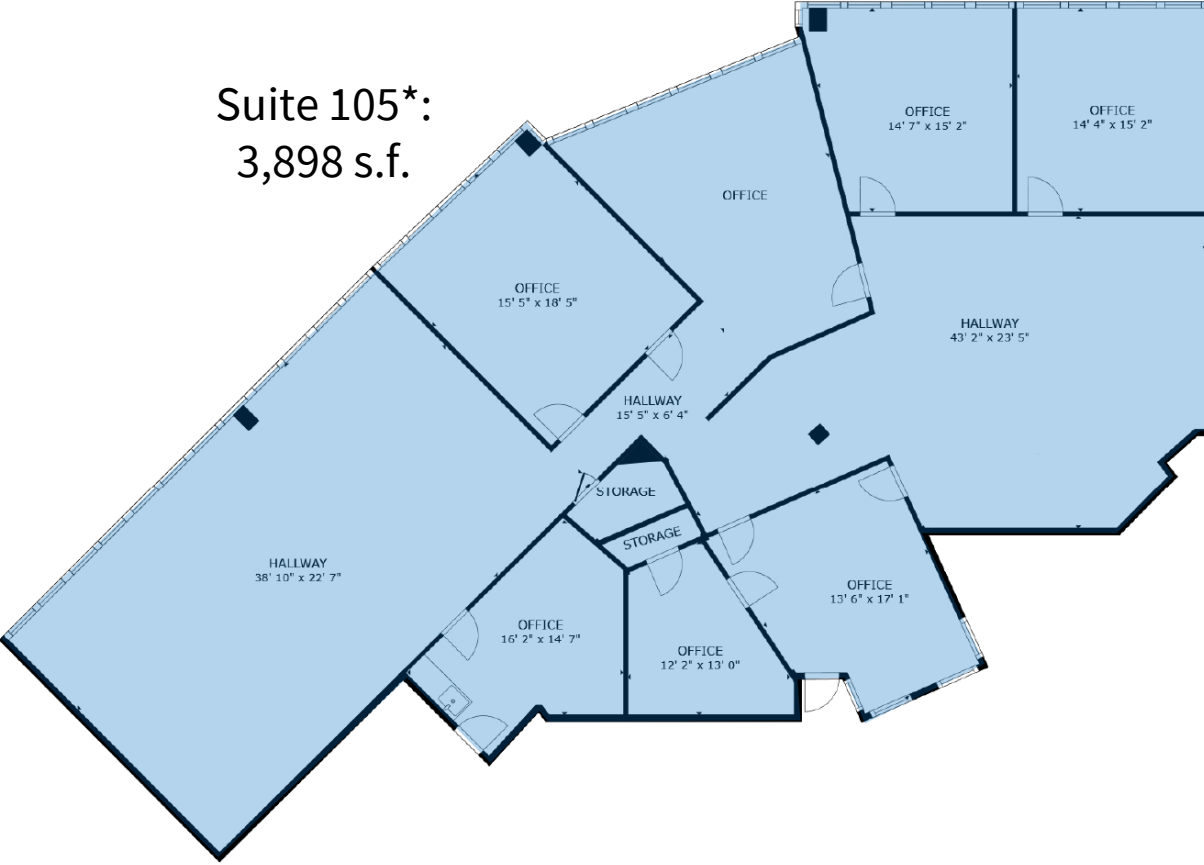 Suite 105*:
3,898 s.f.
OFFICE
14' 7" x 15' 2"
OFFICE
14' 4" x 15' 2"
OFFICE
OFFICE
15' 5" x 18' 5"
HALLWAY
43' 2" x 23' 5"
HALLWAY
15' 5" x 6' 4"
STORAGE
STORAGE
HALLWAY
38' 10" x 22' 7"
OFFICE
13' 6" x 17' 1"
OFFICE
16' 2" x 14' 7"
OFFICE
12' 2" x 13' 0"